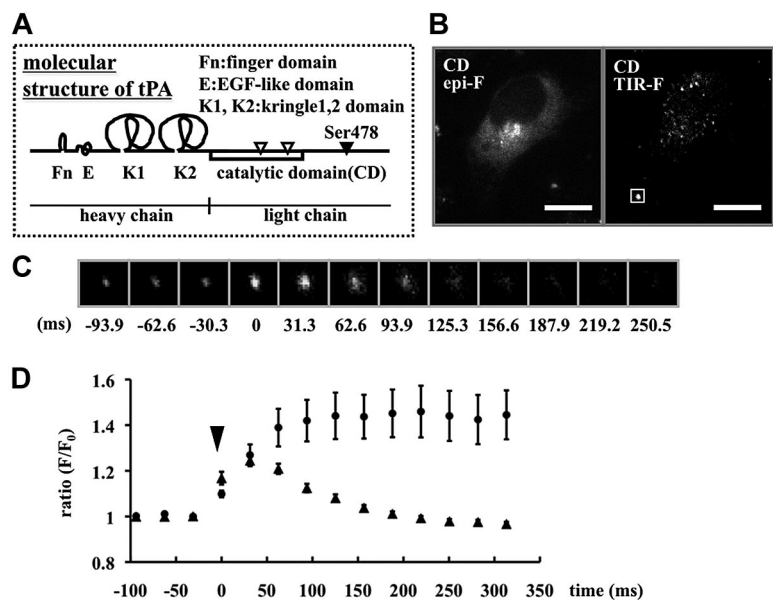 A
molecular
structure of tPA
Fn:finger domain
E:EGF-like domain
K1, K2:kringle1,2 domain
Ser478
Fn E K1 K2 catalytic domain(CD)
heavy chain light chain
B
CD
epi-F
CD
TIR-F
C
(ms) -93.9 -62.6 -30.3 0 31.3 62.6 93.9 125.3 156.6 187.9 219.2 250.5
D
ratio (F/F0)
1.6
1.4
1.2
1
0.8
-100 -50 0 50 100 150 200 250 300 350 time (ms)